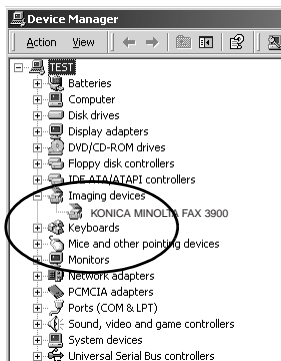 Device Manager
Action View
TEST
Batteries
Computer
Disk drives
Display adapters
DVD/CD-ROM drives
Floppy disk controllers
IDE ATA/ATAPI controllers
Imaging devices
KONICA MINOLTA FAX 3900
Keyboards
Mice and other pointing devices
Monitors
Network adapters
PCMCIA adapters
Ports (COM & LPT)
Sound, video and game controllers
System devices
Universal Serial Bus controllers